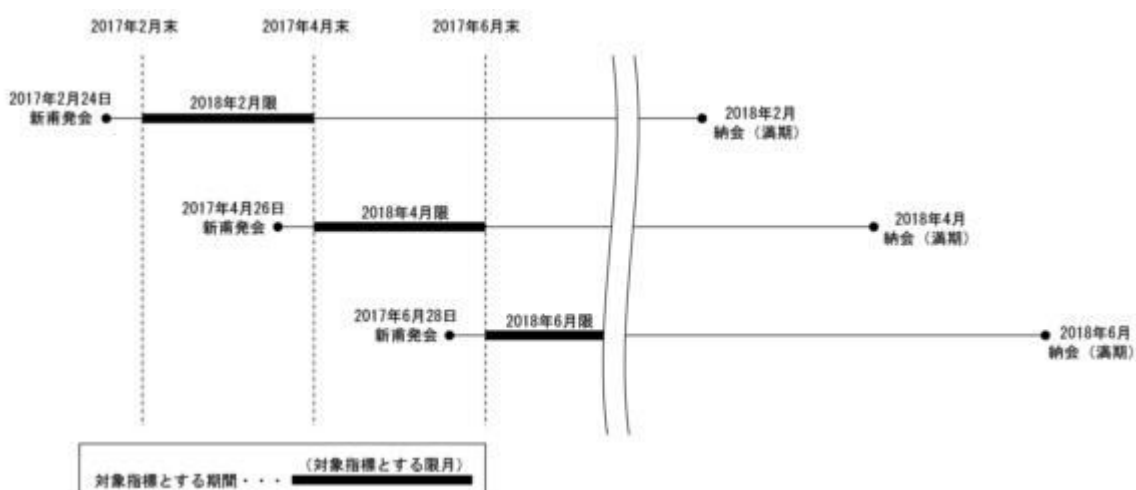 2017年2月末
2017年4月末
2017年6月末
2017年2月24日
新甫発会
2018年2月限
2018年2月
納会（満期）
2017年4月26日
新甫発会
2018年4月限
2018年4月
納会（満期）
2017年6月28日
新甫発会
2018年6月限
2018年6月
納会（満期）
（対象指標とする限月）
対象指標とする期間・・・